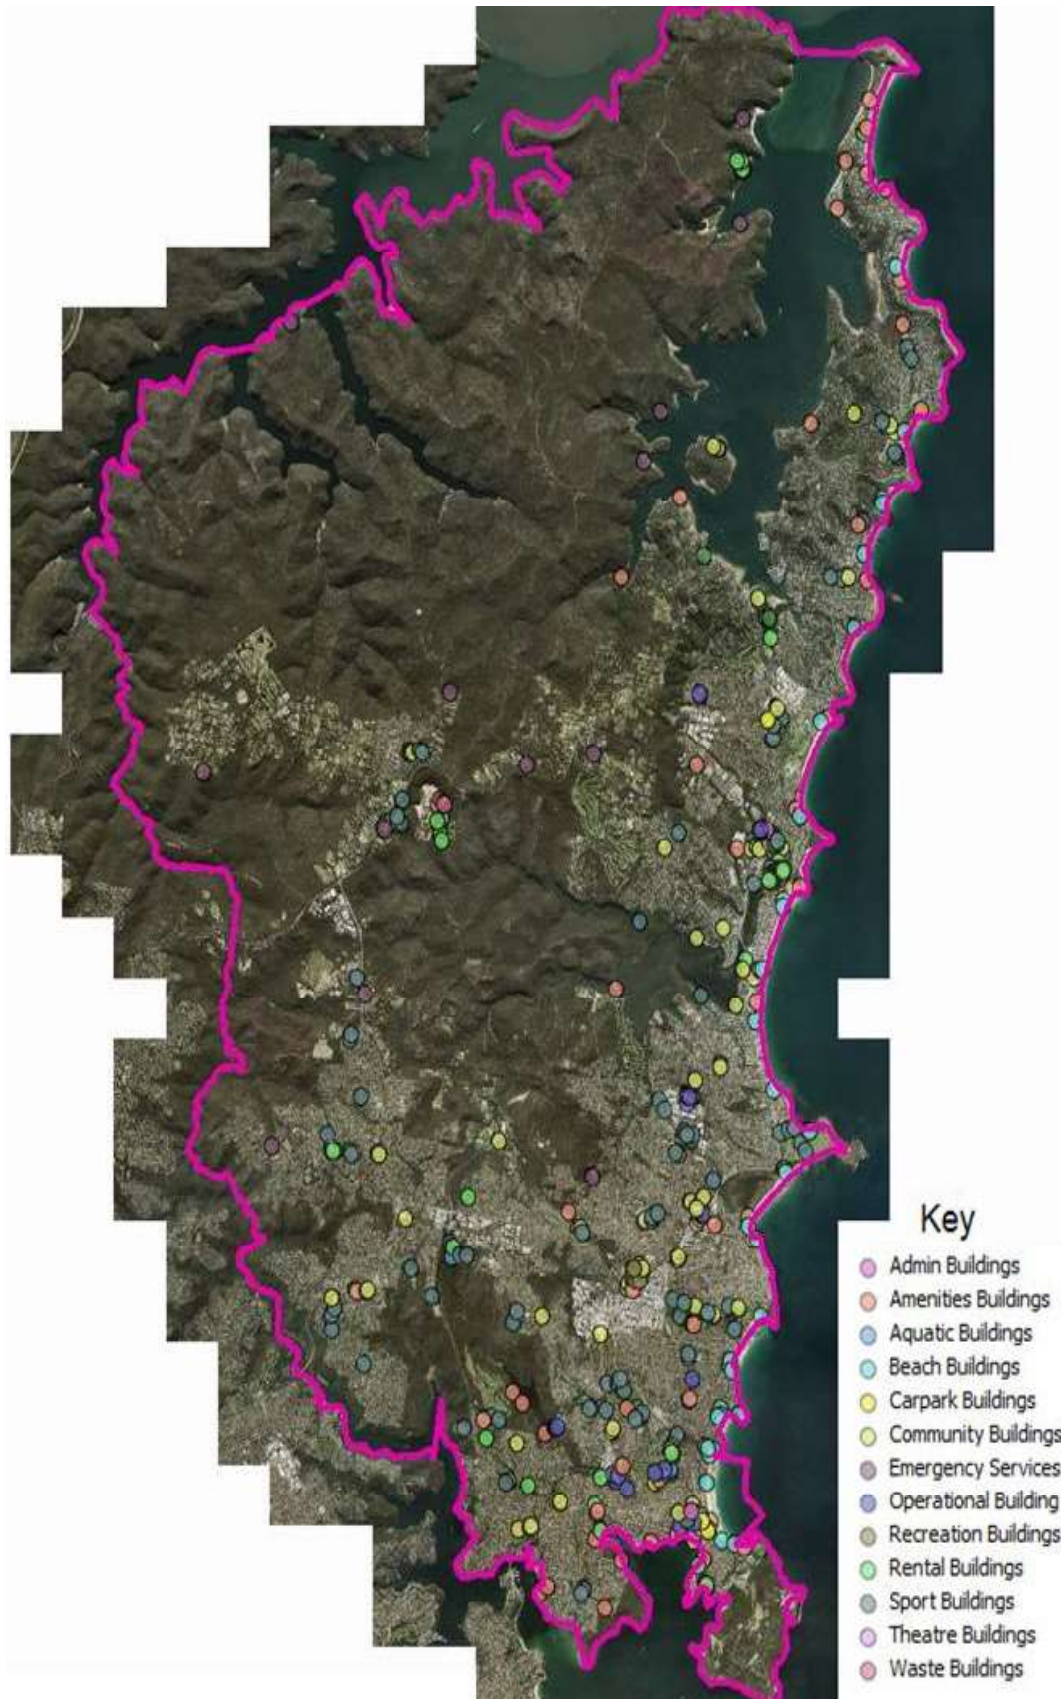 Key
Admin Buildings
Amenities Buildings
Aquatic Buildings
Beach Buildings
Carpark Buildings
Community Buildings
Emergency Services
Operational Building
Recreation Buildings
Rental Buildings
Sport Buildings
Theatre Buildings
Waste Buildings